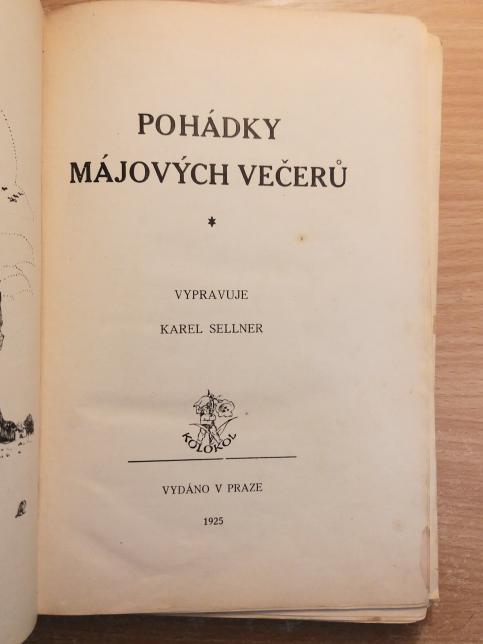 POHÁDKY
MÁJOVÝCH VEČERŮ
*
VYPRAVUJE
KAREL SELLNER
KOLOKOL
VYDÁNO V PRAZE
1925